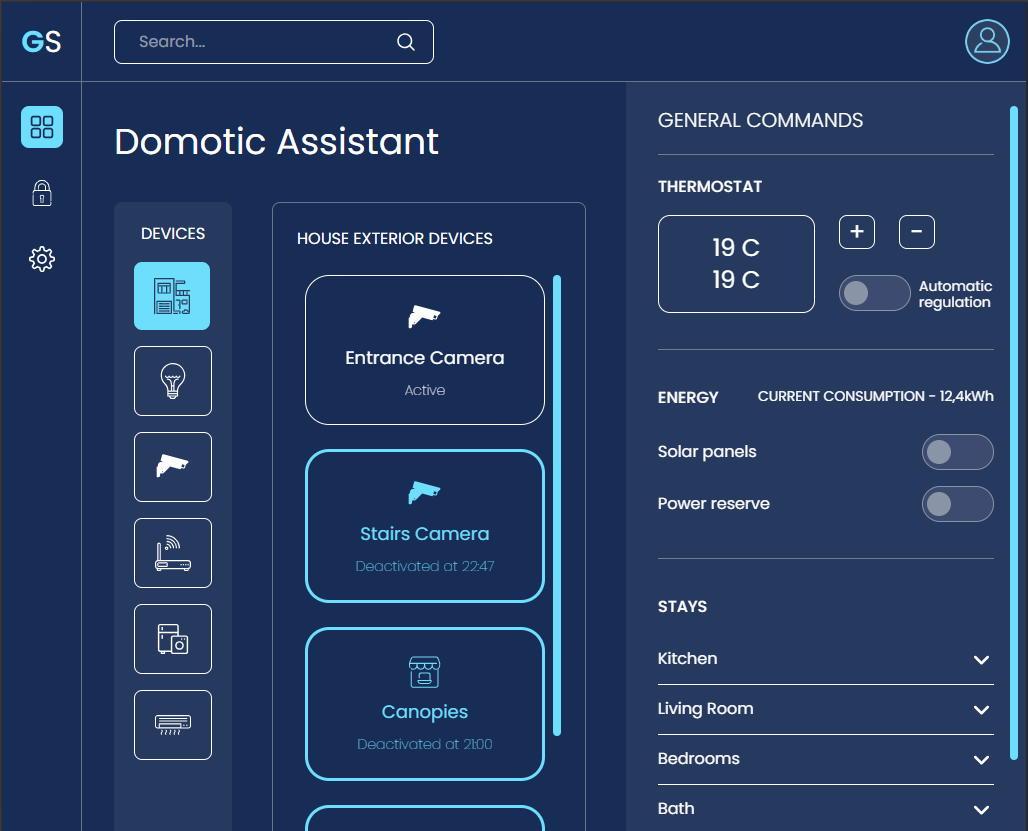 GS
Search...
Domotic Assistant
DEVICES
HOUSE EXTERIOR DEVICES
Entrance Camera
Active
Stairs Camera
Deactivated at 22:47
Canopies
Deactivated at 21:00
GENERAL COMMANDS
THERMOSTAT
19 C
19 C
+
-
Automatic
regulation
ENERGY
CURRENT CONSUMPTION - 12,4kWh
Solar panels
Power reserve
STAYS
Kitchen
Living Room
Bedrooms
Bath